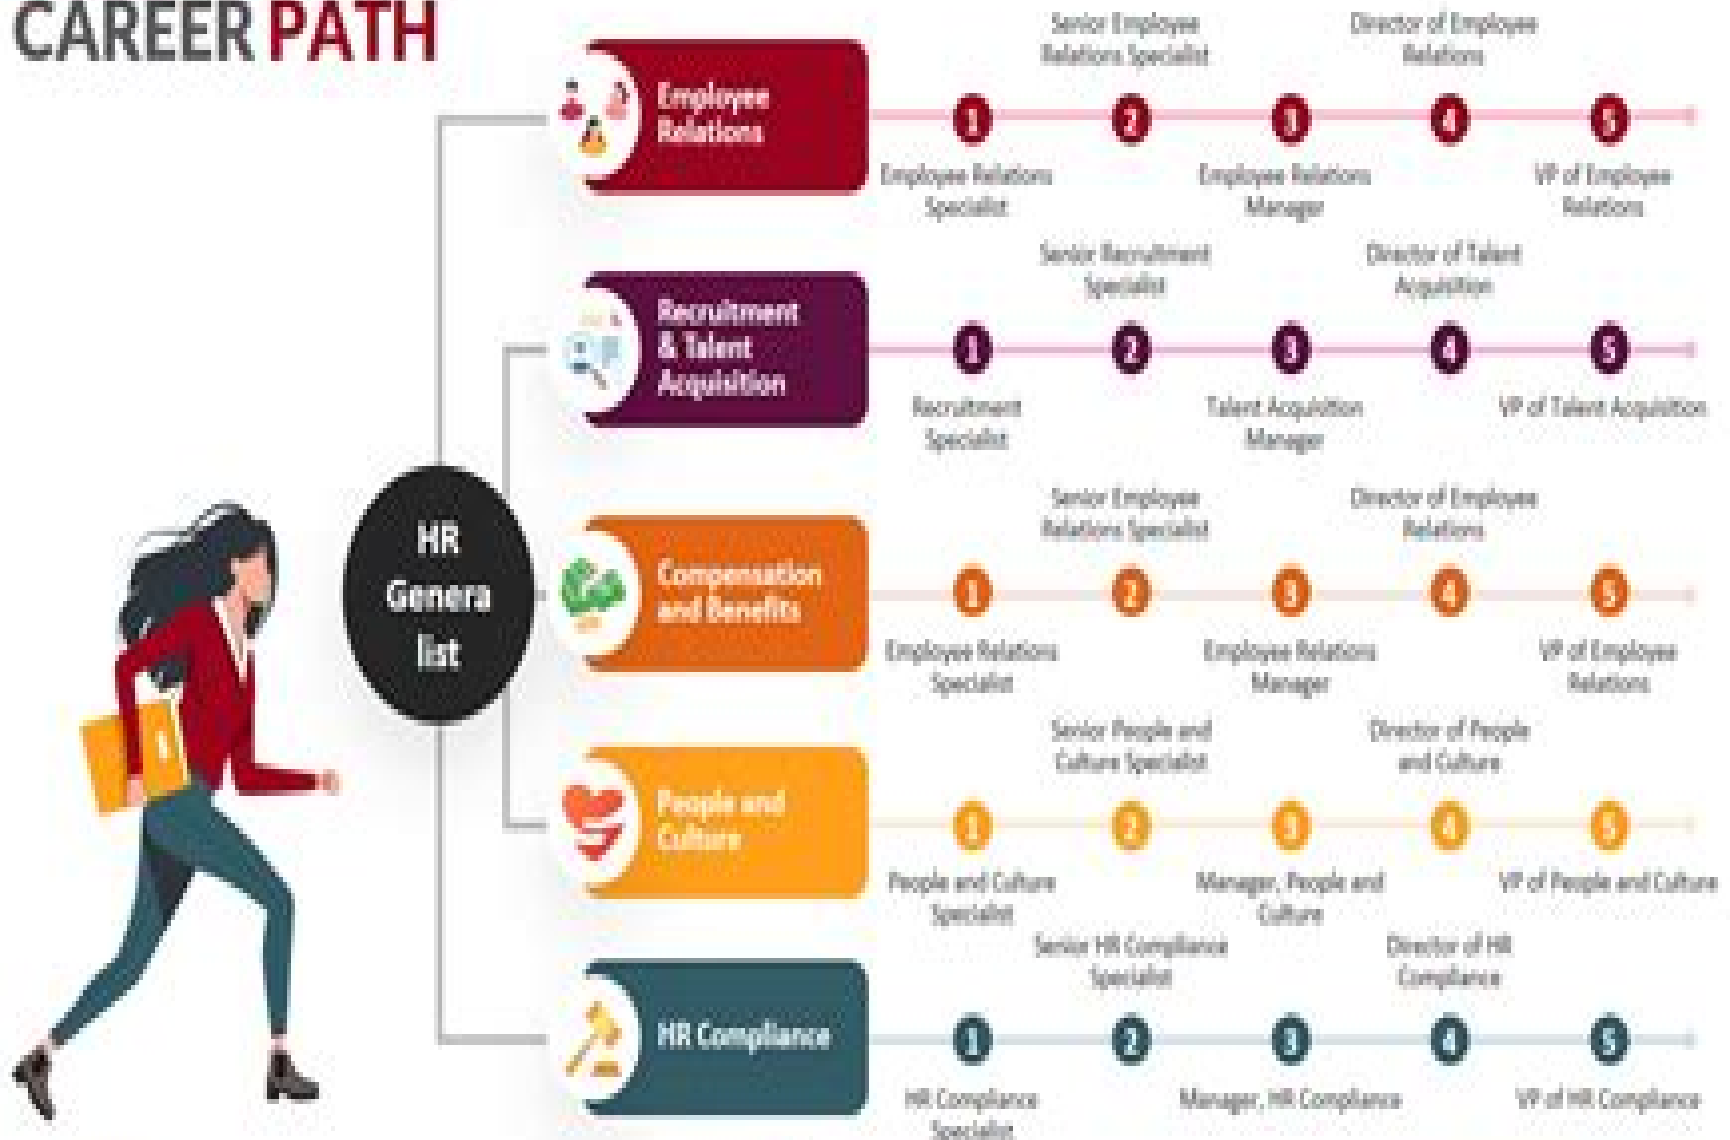 CAREER PATH
HR
Genera
list
Employee
Relations
Senior Employee
Relations Specialist
Director of Employee
Relations
1
2
3
4
5
Employee Relations
Specialist
Employee Relations
Manager
VP of Employee
Relations
Recruitment
& Talent
Acquisition
Senior Recruitment
Specialist
Director of Talent
Acquisition
1
2
3
4
5
Recruitment
Specialist
Talent Acquisition
Manager
VP of Talent Acquisition
Compensation
and Benefits
Senior Employee
Relations Specialist
Director of Employee
Relations
1
2
3
4
5
Employee Relations
Specialist
Employee Relations
Manager
VP of Employee
Relations
People and
Culture
Senior People and
Culture Specialist
Director of People
and Culture
1
2
3
4
5
People and Culture
Specialist
Manager, People and
Culture
VP of People and Culture
HR Compliance
Senior HR Compliance
Specialist
Director of HR
Compliance
1
2
3
4
5
HR Compliance
Specialist
Manager, HR Compliance
VP of HR Compliance